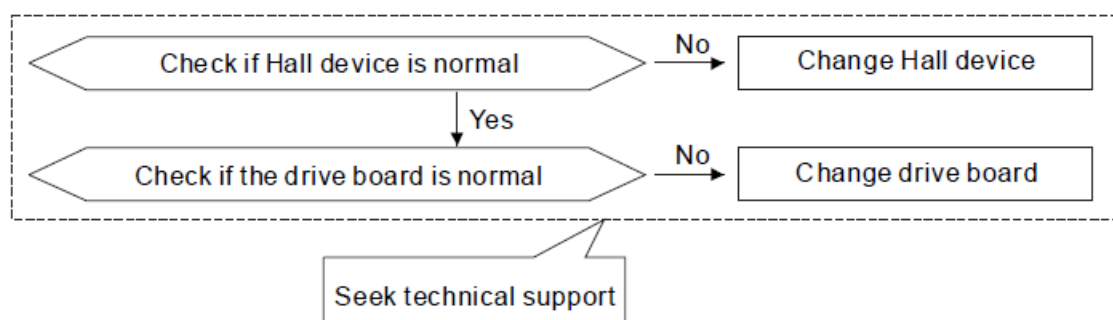 Check if Hall device is normal
No
Change Hall device
Yes
Check if the drive board is normal
No
Change drive board
Seek technical support